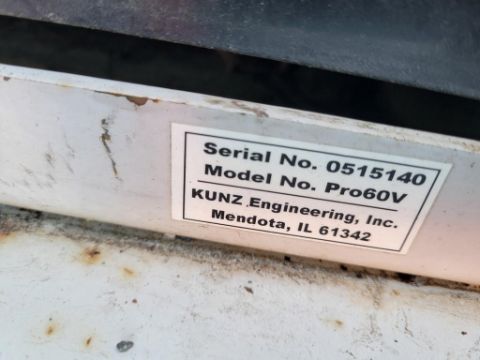 Serial No. 0515140
Model No. Pro60V
KUNZ Engineering, Inc.
Mendota, IL 61342